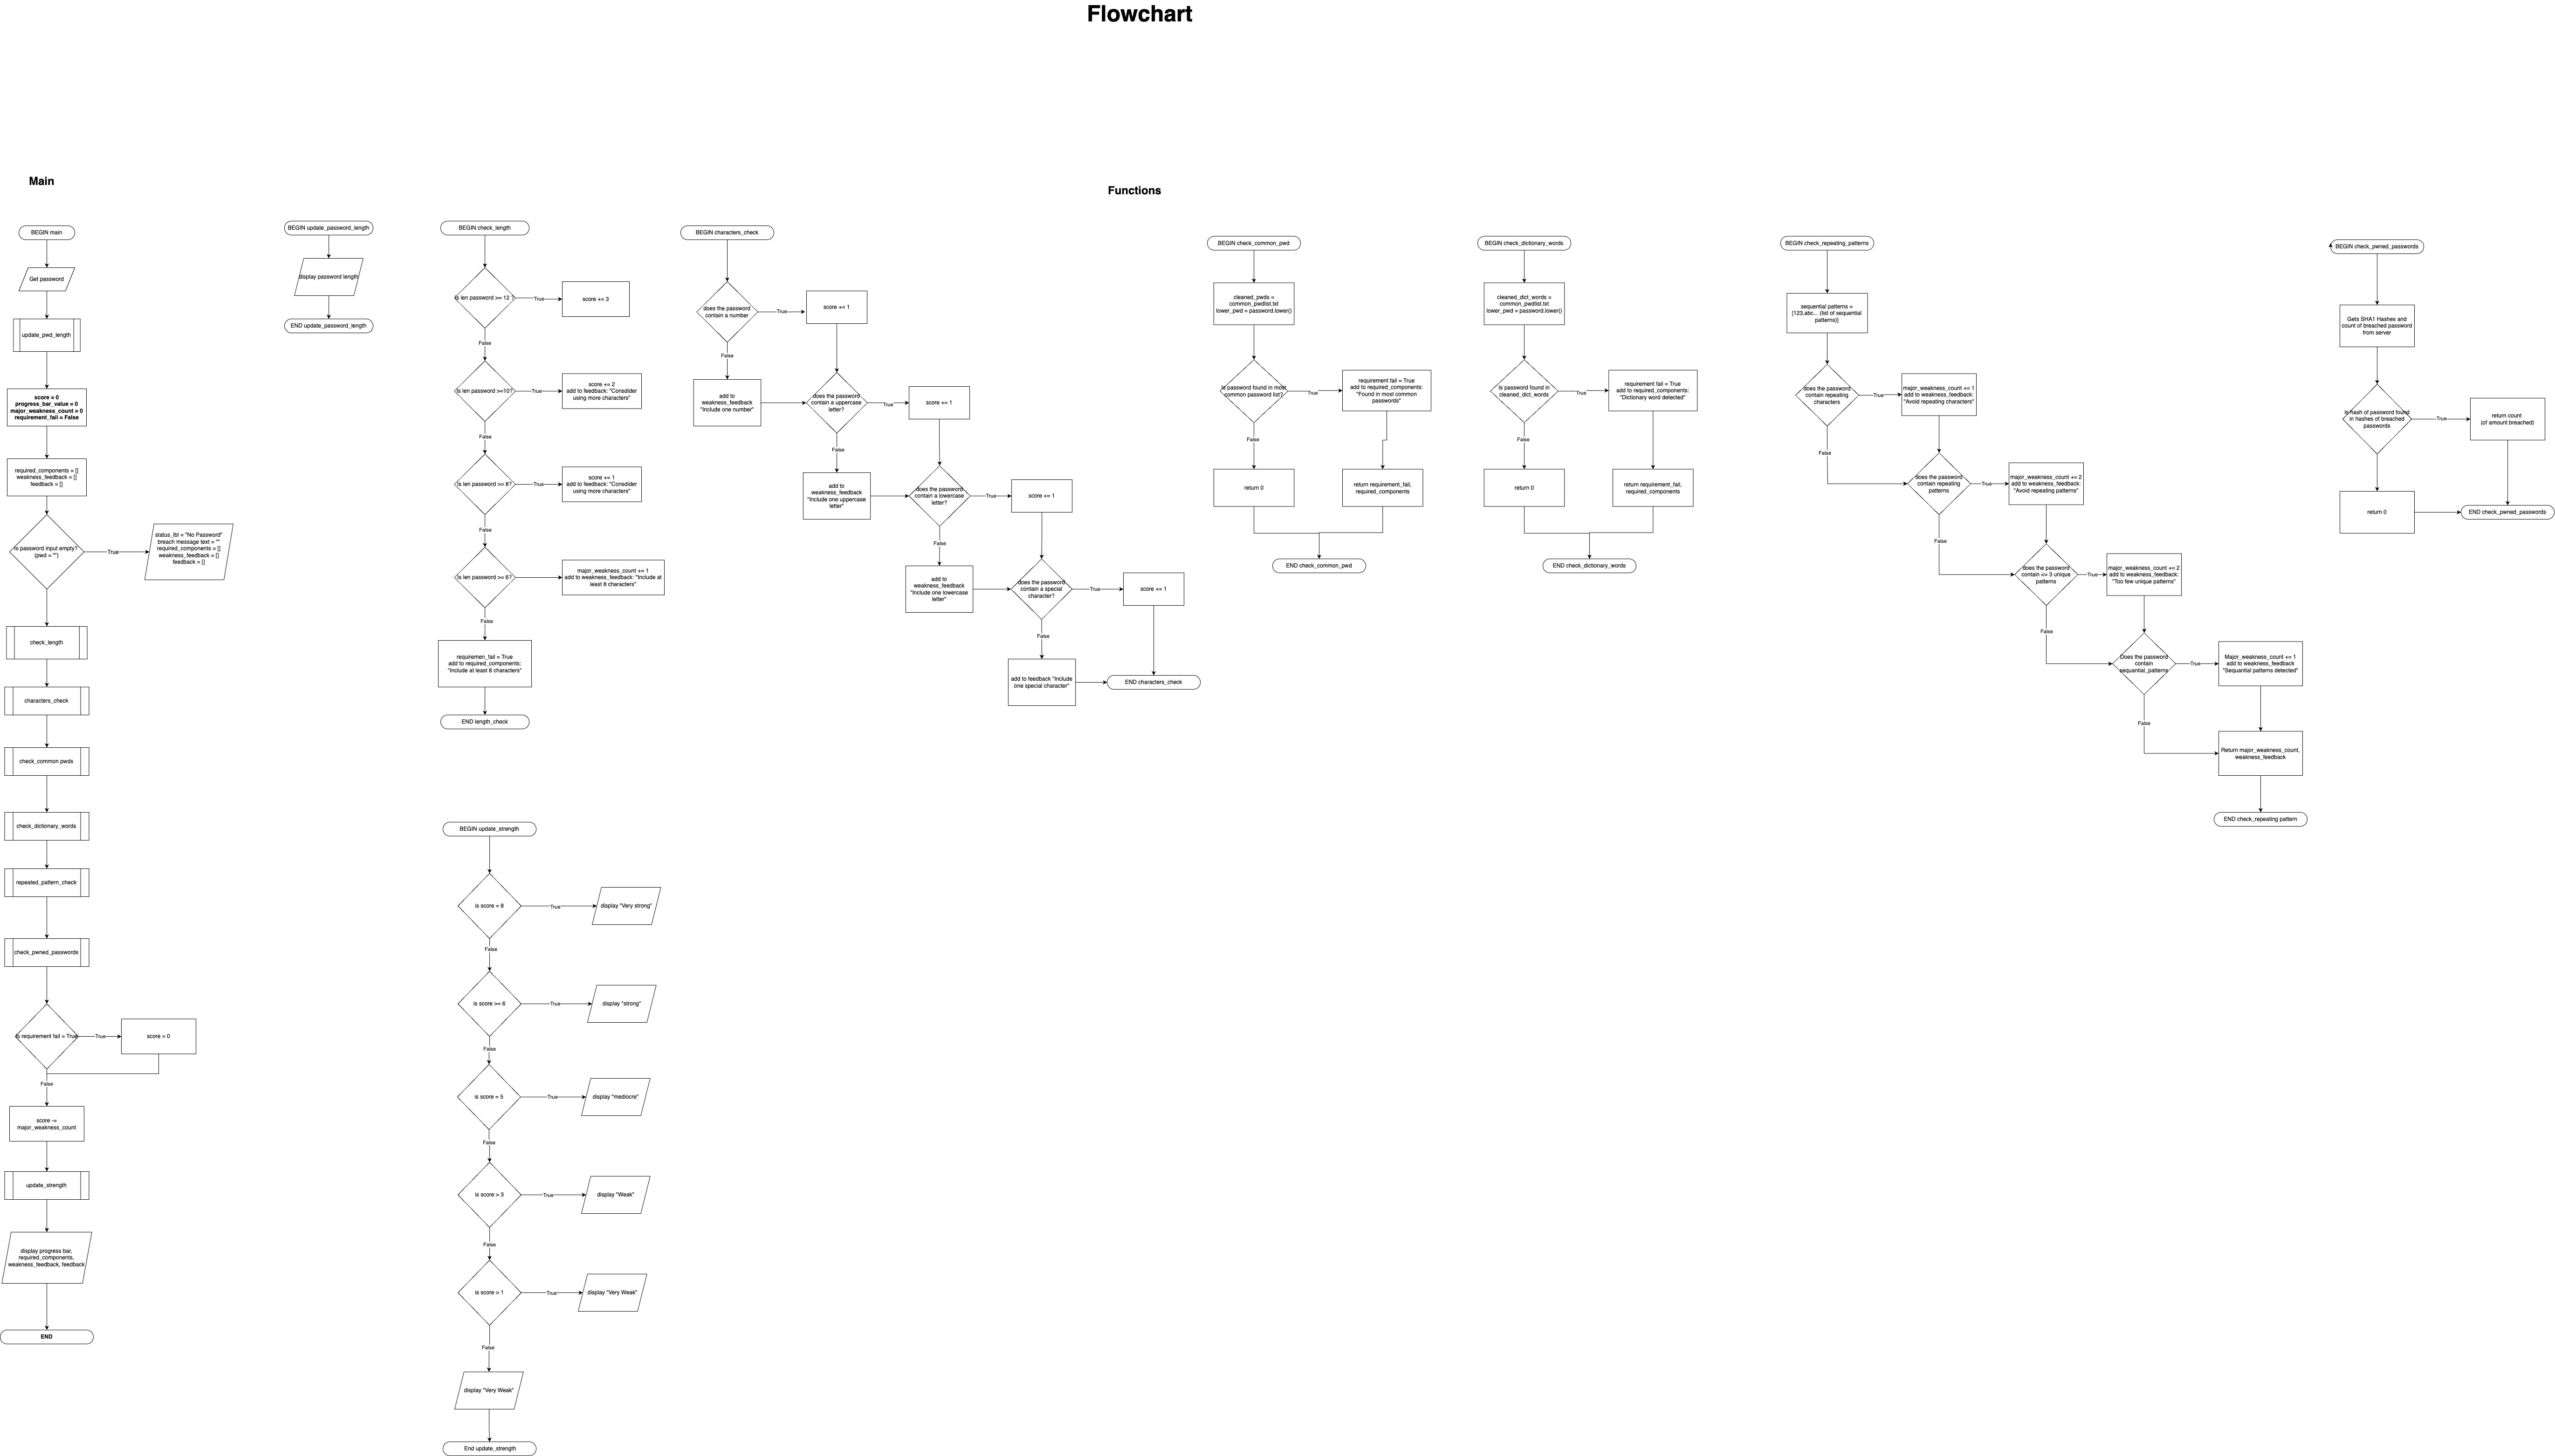 Flowchart
Main
Functions
BEGIN main
Get password
update_pwd_length
score = 0
progress_bar_value = 0
major_weakness_count = 0
requirement_fail = False
required_components = []
weakness_feedback = []
feedback = []
Is password input empty?
(pwd = "")
True
status_lbl = "No Password"
breach message text = ""
required_components = []
weakness_feedback = []
feedback = []
check_length
characters_check
check_common pwds
check_dictionary_words
repeated_pattern_check
check_pwned_passwords
Is requirement fail = True
True
score = 0
False
score -=
major_weakness_count
update_strength
display progress bar,
required_components,
weakness_feedback, feedback
END
BEGIN update_password_length
display password length
END update_password_length
BEGIN check_length
Is len password >= 12 ?
True
score += 3
False
Is len password >=10?
True
score += 2
add to feedback: "Consdider
using more characters"
False
Is len password >= 8?
True
score += 1
add to feedback: "Consdider
using more characters"
False
Is len password >= 6?
major_weakness_count += 1
add to weakness_feedback: "Include at
least 8 characters"
False
requiremen_fail = True
add to required_components:
"Include at least 8 characters"
END length_check
BEGIN update_strength
is score < 8
True
display "Very strong"
False
is score >= 6
True
display "strong"
False
is score = 5
True
display "mediocre"
False
is score > 3
True
display "Weak"
False
is score > 1
True
display "Very Weak"
False
display "Very Weak"
End update_strength
BEGIN characters_check
does the password
contain a number
True
score += 1
False
add to
weakness_feedback
"Include one number"
does the password
contain a uppercase
letter?
True
score += 1
False
add to
weakness_feedback
"Include one uppercase
letter"
does the password
contain a lowercase
letter?
True
score += 1
False
add to
weakness_feedback
"Include one lowercase
letter"
does the password
contain a special
character?
True
score += 1
False
add to feedback "Include
one special character"
END characters_check
BEGIN check_common_pwd
cleaned_pwds =
common_pwdlist.txt
lower_pwd = password.lower()
Is password found in most
common password list?
True
requirement fail = True
add to required_components:
"Found in most common
passwords"
False
return 0
return requirement_fail,
required_components
END check_common_pwd
BEGIN check_dictionary_words
cleaned_dict_words =
common_pwdlist.txt
lower_pwd = password.lower()
is password found in
cleaned_dict_words
True
requirement fail = True
add to required_components:
"Dictionary word detected"
False
return 0
return requirement_fail,
required_components
END check_dictionary_words
BEGIN check_repeating_patterns
sequential patterns =
[123,abc... (list of sequential
patterns)]
does the password
contain repeating
characters
True
major_weakness_count += 1
add to weakness_feedback:
"Avoid repeating characters"
False
does the password
contain repeating
patterns
True
major_weakness_count += 2
add to weakness_feedback:
"Avoid repeating patterns"
False
does the password
contain <= 3 unique
patterns
True
major_weakness_count += 2
add to weakness_feedback:
"Too few unique patterns"
False
Does the password
contain
sequantial_patterns
True
Major_weakness_count += 1
add to weakness_feedback
"Sequantial patterns detected"
False
Return major_weakness_count,
weakness_feedback
END check_repeating pattern
BEGIN check_pwned_passwords
Gets SHA1 Hashes and
count of breached password
from server
Is hash of password found
in hashes of breached
passwords
True
return count
(of amount breached)
return 0
END check_pwned_passwords